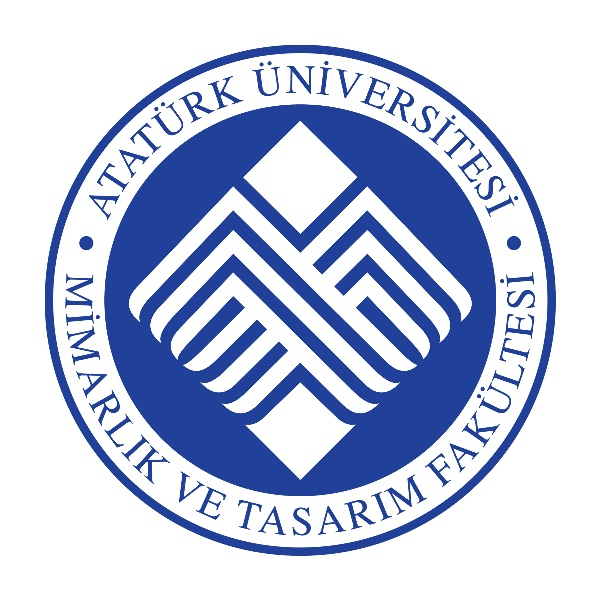 ATATÜRK ÜNİVERSİTESİ
MİMARLIK VE TASARIM FAKÜLTESİ